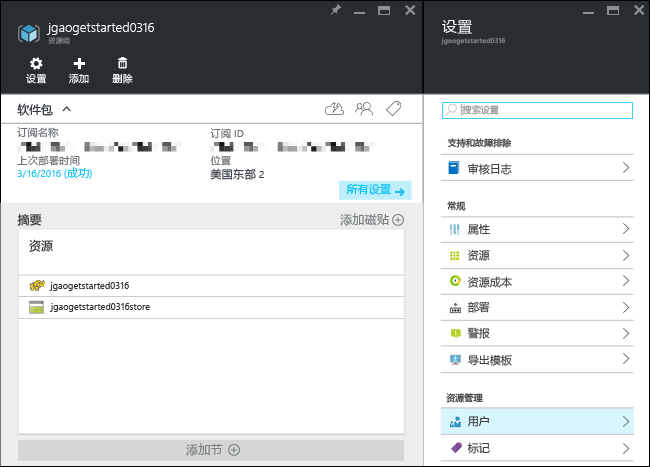 jgaogetstarted0316
资源组
设置
添加
删除
软件包
订阅名称
订阅 ID
上次部署时间
位置
3/16/2016 (成功)
美国东部 2
所有设置
摘要
添加磁贴
资源
jgaogetstarted0316
jgaogetstarted0316store
添加节
设置
jgaogetstarted0316
搜索设置
支持和故障排除
审核日志
常规
属性
资源
资源成本
部署
警报
导出模板
资源管理
用户
标记